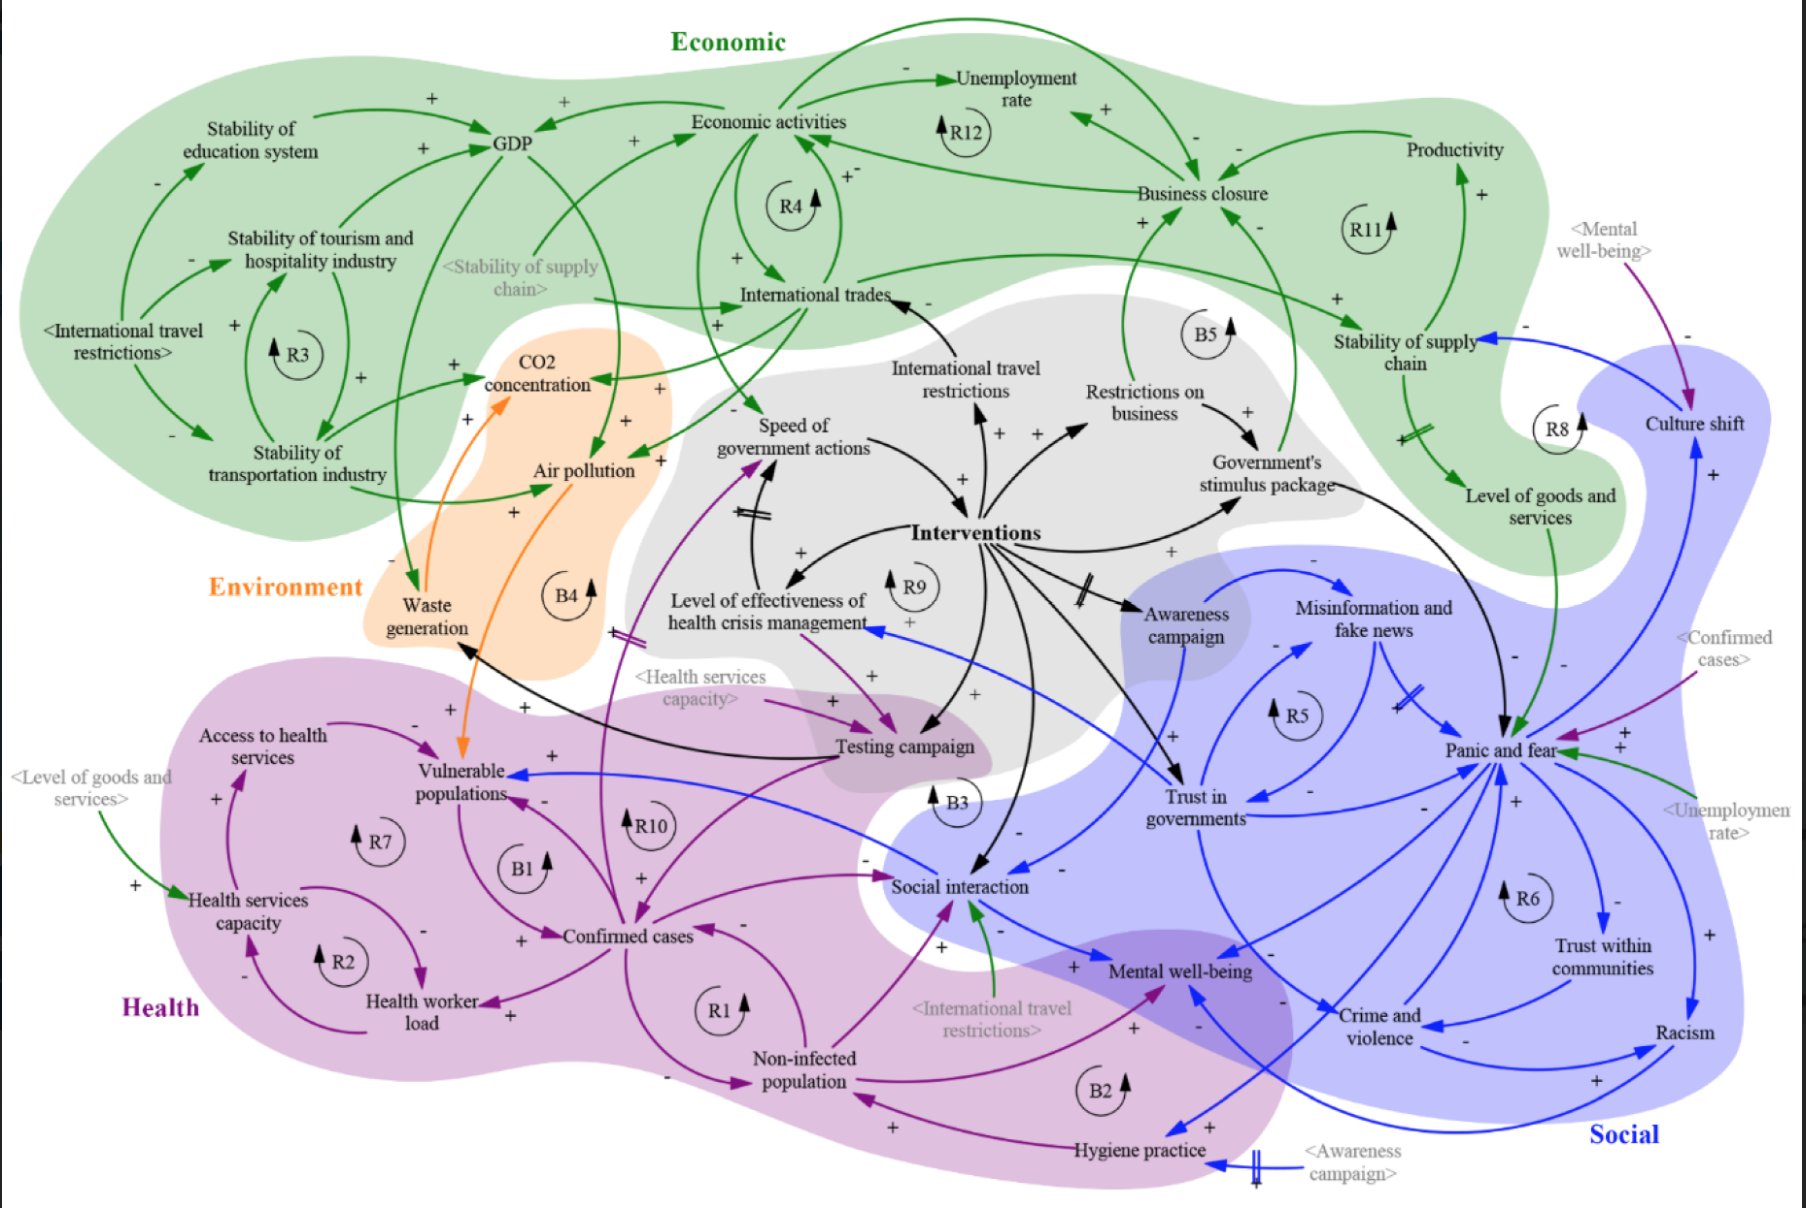 Economic
Unemployment
rate
R12
Economic activities
Stability of
education system
GDP
Productivity
Business closure
R4
R11
Stability of tourism and
hospitality industry
<Mental
well-being>
<Stability of supply
chain>
International trades
B5
<International travel
restrictions>
R3
CO2
concentration
International travel
restrictions
Restrictions on
business
Stability of supply
chain
Culture shift
R8
Speed of
government actions
Stability of
transportation industry
Air pollution
Government's
stimulus package
Level of goods and
services
Interventions
Environment
B4
R9
Waste
generation
Level of effectiveness of
health crisis management
Awareness
campaign
Misinformation and
fake news
<Confirmed
cases>
<Health services
capacity>
R5
Access to health
services
Testing campaign
Panic and fear
<Level of goods and
services>
Vulnerable
populations
B3
Trust in
governments
<Unemploymen
rate>
R7
R10
B1
Social interaction
R6
Health services
capacity
Confirmed cases
Trust within
communities
R2
Mental well-being
Health
Health worker
load
R1
<International travel
restrictions>
Crime and
violence
Racism
Non-infected
population
B2
Social
Hygiene practice
<Awareness
campaign>